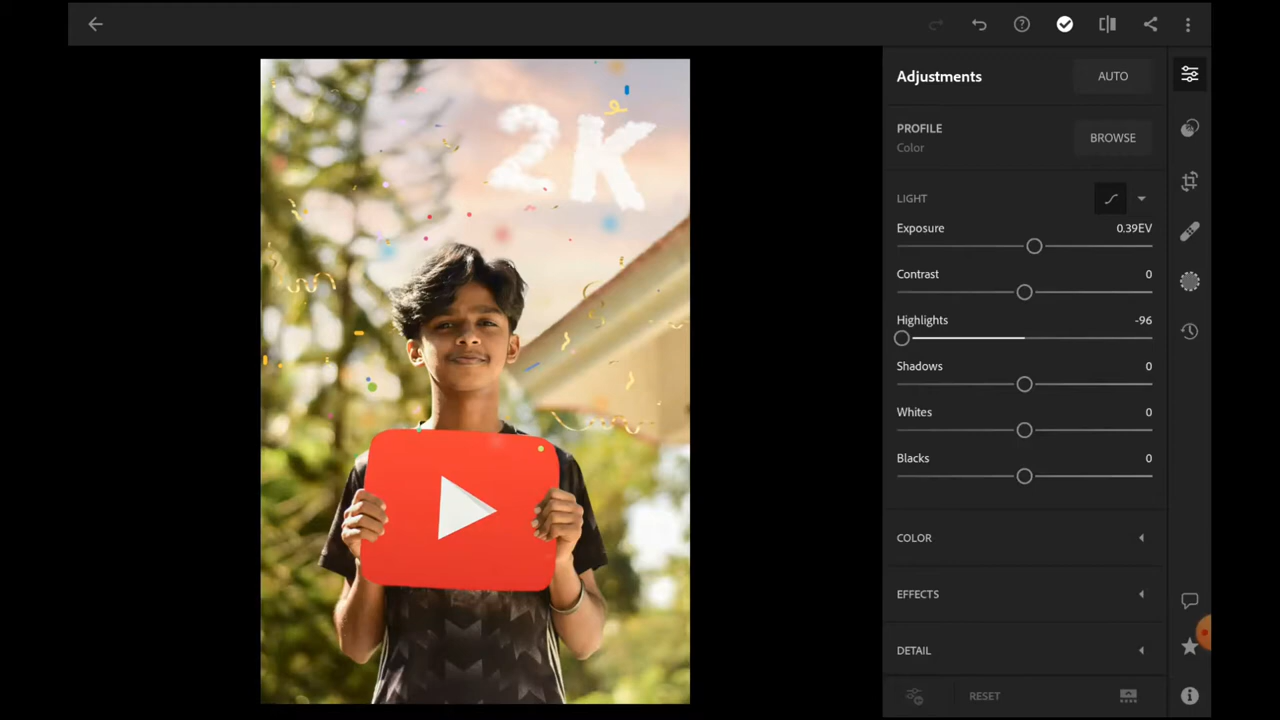 Adjustments
AUTO
PROFILE
Color
BROWSE
2K
LIGHT
Exposure
0.39EV
Contrast
0
Highlights
-96
Shadows
0
Whites
0
Blacks
0
COLOR
EFFECTS
DETAIL
RESET